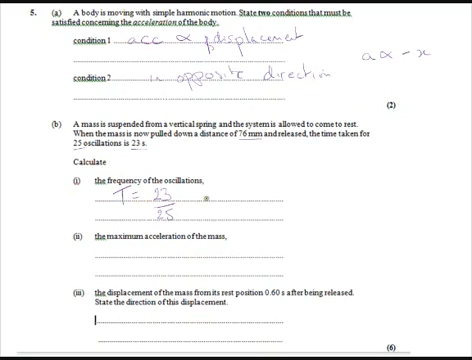 5. (a) A body is moving with simple harmonic motion. State two conditions that must be
satisfied concerning the acceleration of the body.
condition 1 acc ∝ displacement
a ∝ - x
condition 2 in opposite direction
(2)
(b) A mass is suspended from a vertical spring and the system is allowed to come to rest.
When the mass is now pulled down a distance of 76 mm and released, the time taken for
25 oscillations is 23 s.
Calculate
(i) the frequency of the oscillations,
T = 23
25
(ii) the maximum acceleration of the mass,
(iii) the displacement of the mass from its rest position 0.60 s after being released.
State the direction of this displacement.
(6)